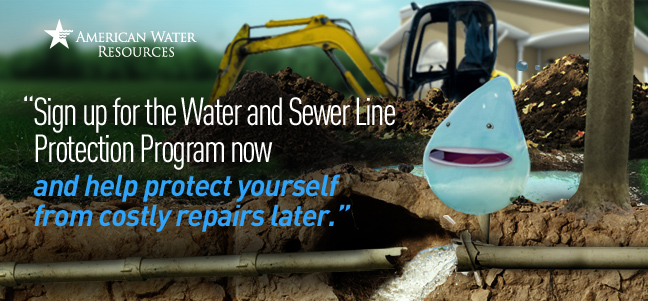 AMERICAN WATER
RESOURCES
“Sign up for the Water and Sewer Line
Protection Program now
and help protect yourself
from costly repairs later.”